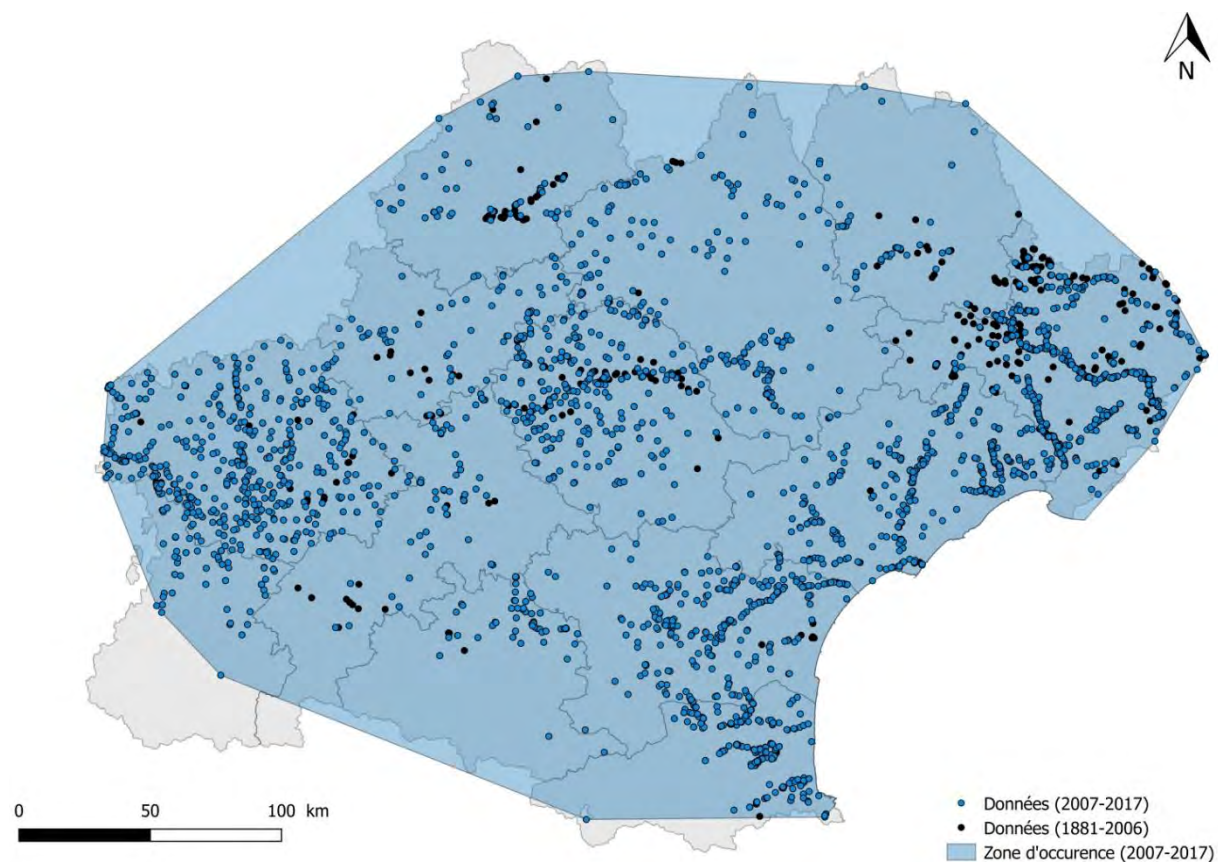 N
0 50 100 km
Données (2007-2017)
Données (1881-2006)
Zone d'occurence (2007-2017)